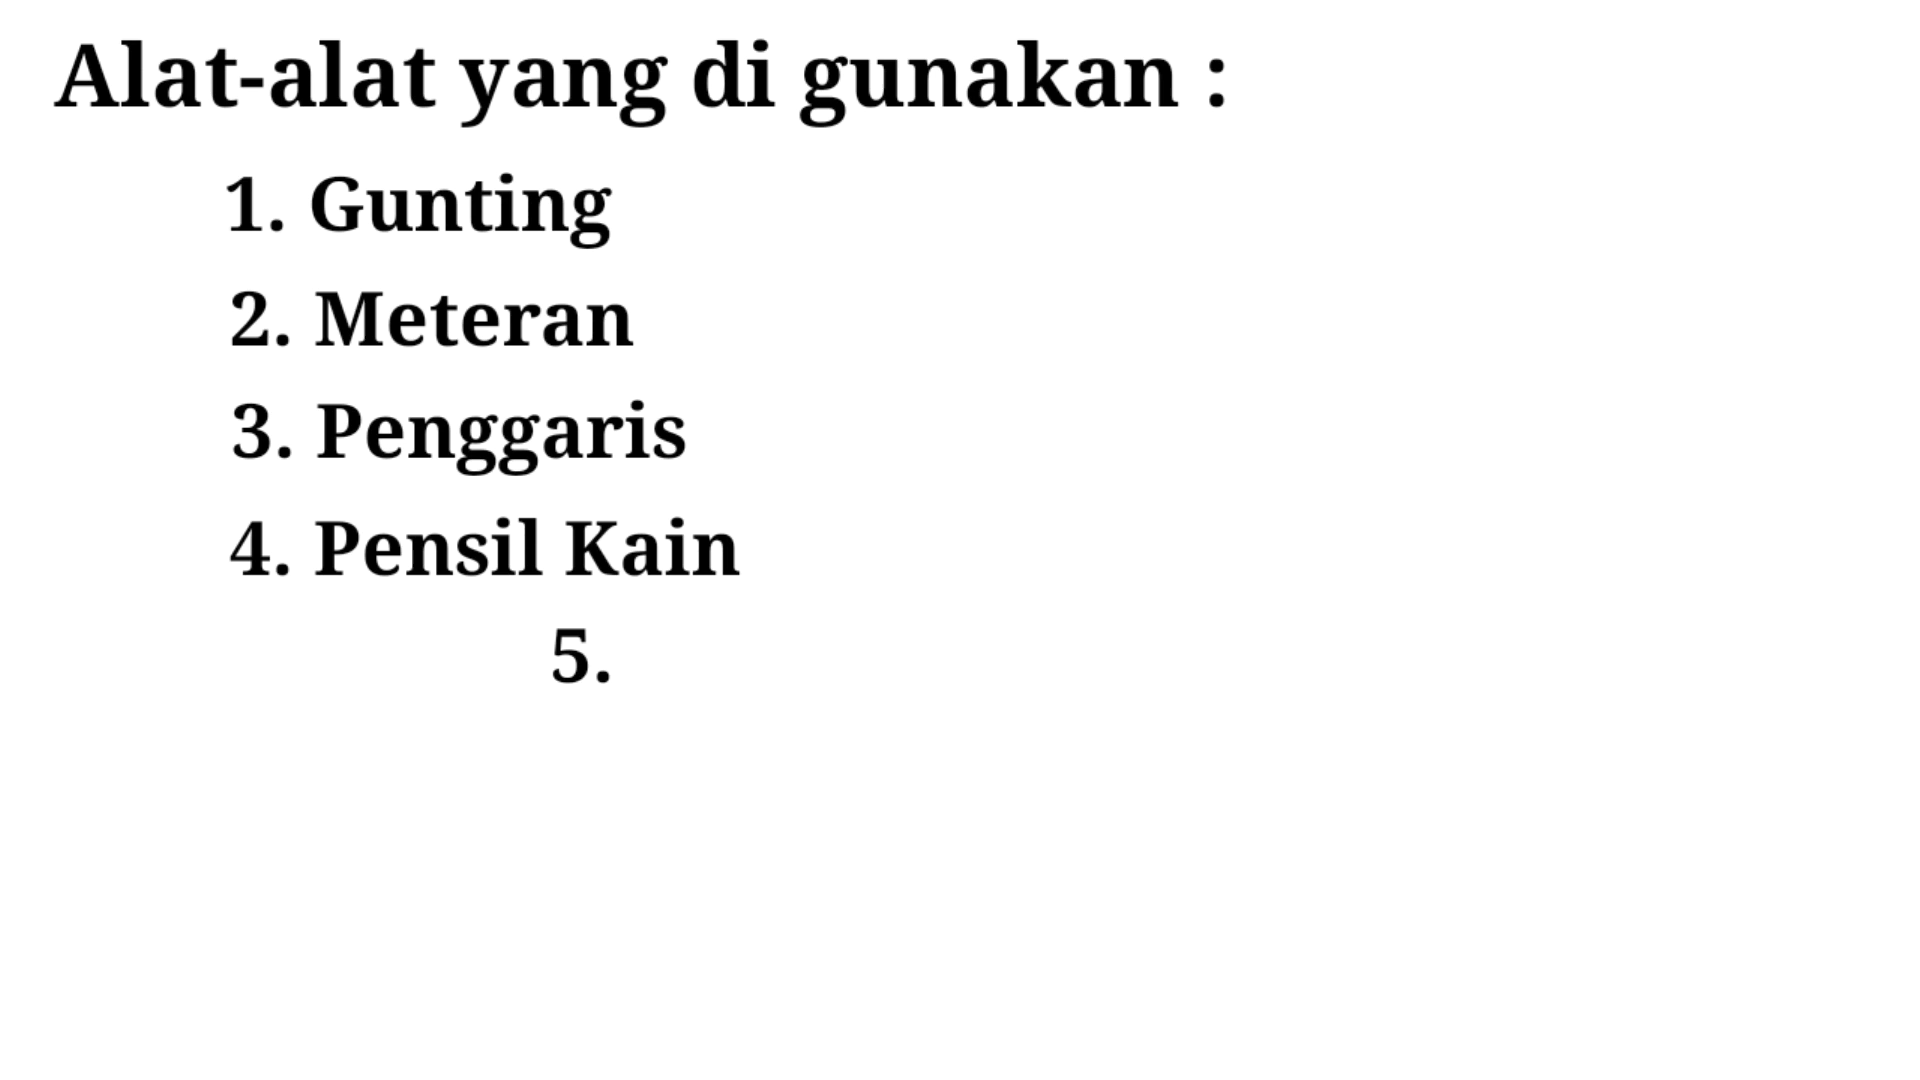 Alat-alat yang di gunakan :
1. Gunting
2. Meteran
3. Penggaris
4. Pensil Kain
5.